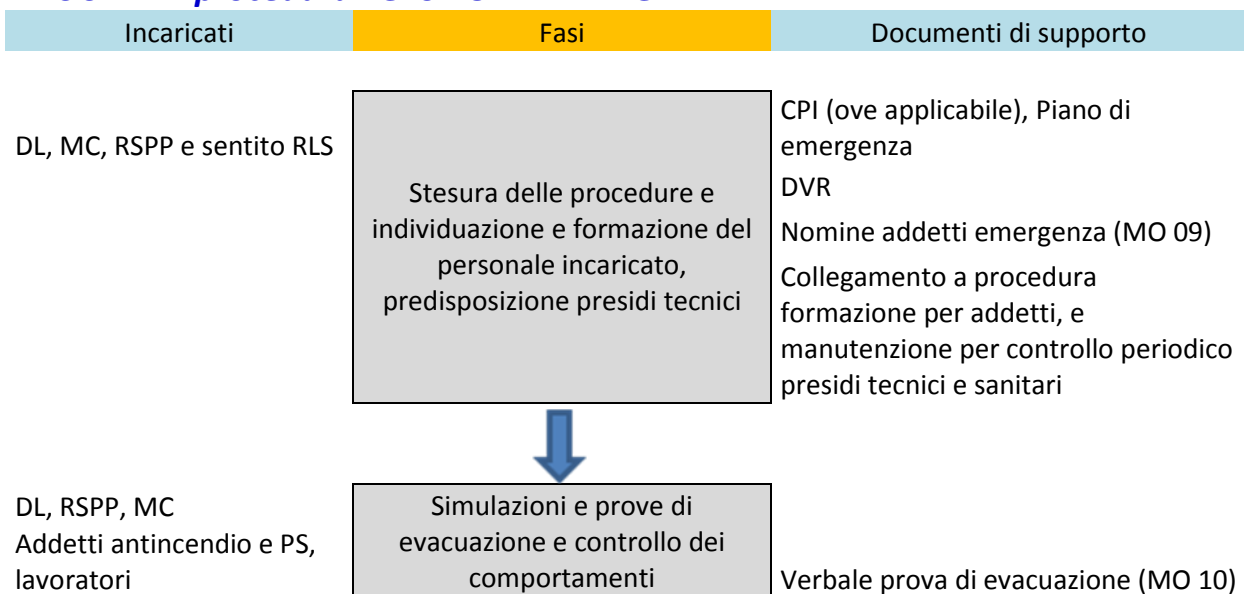 Incaricati
Fasi
Documenti di supporto
DL, MC, RSPP e sentito RLS
Stesura delle procedure e
individuazione e formazione del
personale incaricato,
predisposizione presidi tecnici
CPI (ove applicabile), Piano di
emergenza
DVR
Nomine addetti emergenza (MO 09)
Collegamento a procedura
formazione per addetti, e
manutenzione per controllo periodico
presidi tecnici e sanitari
DL, RSPP, MC
Addetti antincendio e PS,
lavoratori
Simulazioni e prove di
evacuazione e controllo dei
comportamenti
Verbale prova di evacuazione (MO 10)